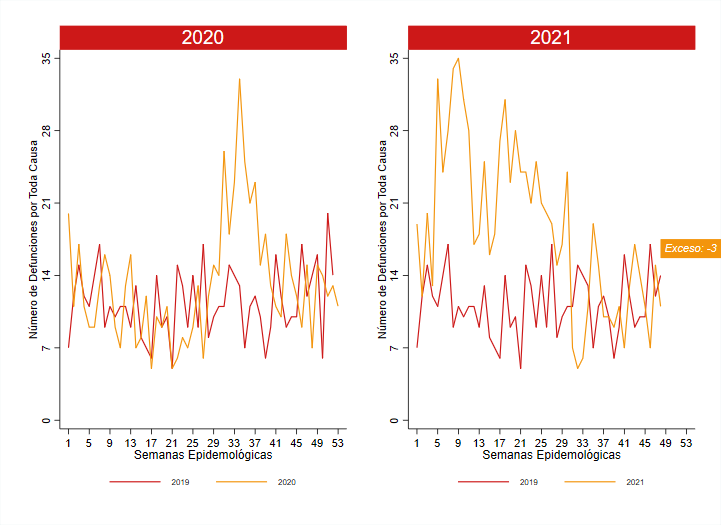 2020
Número de Defunciones por Toda Causa
35
28
21
14
7
0
1 5 9 13 17 21 25 29 33 37 41 45 49 53
Semanas Epidemológicas
2019 2020
2021
Número de Defunciones por Toda Causa
35
28
21
14
7
0
Exceso: -3
1 5 9 13 17 21 25 29 33 37 41 45 49 53
Semanas Epidemológicas
2019 2021